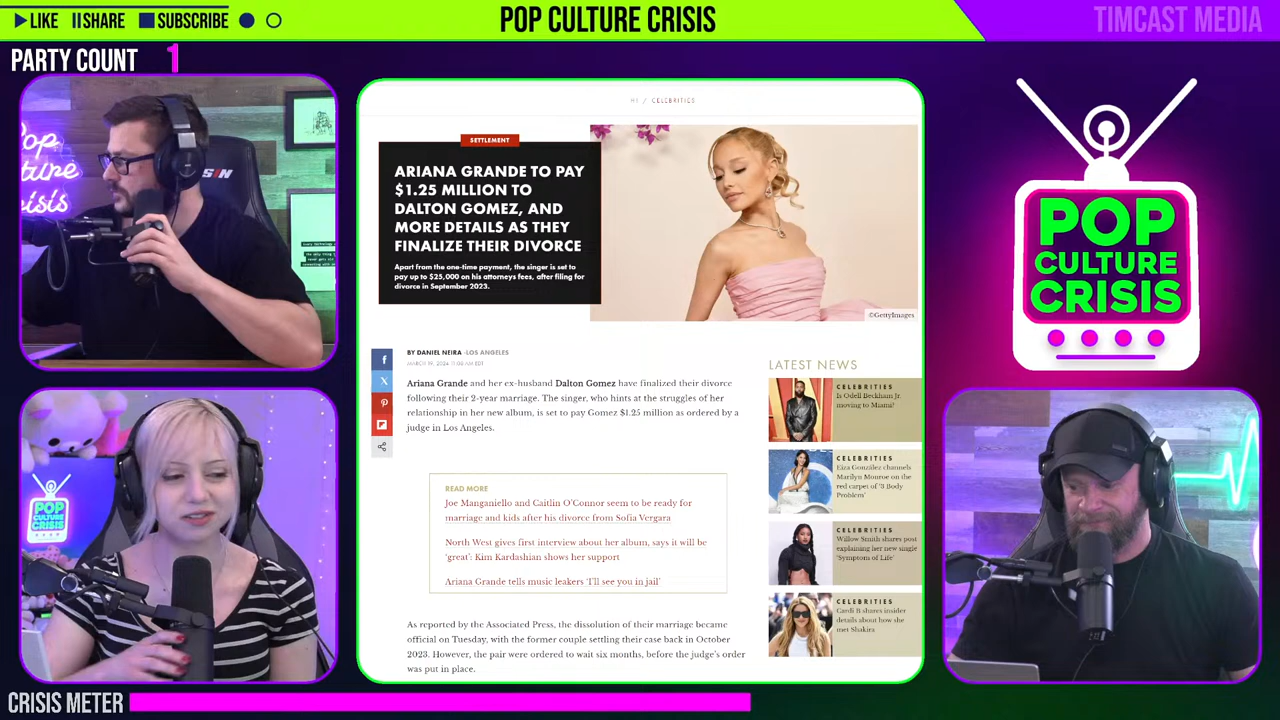 LIKE SHARE SUBSCRIBE
POP CULTURE CRISIS
TIMCAST MEDIA
PARTY COUNT 1
Pop
H! / CELEBRITIES
SETTLEMENT
ARIANA GRANDE TO PAY
$1.25 MILLION TO
DALTON GOMEZ, AND
MORE DETAILS AS THEY
FINALIZE THEIR DIVORCE
Apart from the one-time payment, the singer is set to
pay up to $25,000 on his attorneys fees, after filing for
divorce in September 2023.
©GettyImages
BY DANIEL NEIRA -LOS ANGELES
MARCH 19, 2024 11:08 AM EDT
Ariana Grande and her ex-husband Dalton Gomez have finalized their divorce
following their 2-year marriage. The singer, who hints at the struggles of her
relationship in her new album, is set to pay Gomez $1.25 million as ordered by a
judge in Los Angeles.
READ MORE
Joe Manganiello and Caitlin O'Connor seem to be ready for
marriage and kids after his divorce from Sofia Vergara
North West gives first interview about her album, says it will be
'great': Kim Kardashian shows her support
Ariana Grande tells music leakers 'I'll see you in jail'
As reported by the Associated Press, the dissolution of their marriage became
official on Tuesday, with the former couple settling their case back in October
2023. However, the pair were ordered to wait six months, before the judge's order
was put in place.
LATEST NEWS
CELEBRITIES
Is Odell Beckham Jr.
moving to Miami?
CELEBRITIES
Eiza González channels
Marilyn Monroe on the
red carpet of '3 Body
Problem'
CELEBRITIES
Willow Smith shares post
explaining her new single
'Symptom of Life'
CELEBRITIES
Cardi B shares insider
details about how she
met Shakira
POP
CULTURE
CRISIS
POP
CULTURE
CRISIS
CRISIS METER